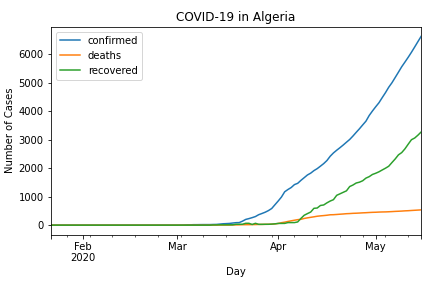 COVID-19 in Algeria
confirmed
deaths
recovered
Number of Cases
6000
5000
4000
3000
2000
1000
0
Feb
2020
Mar
Apr
May
Day